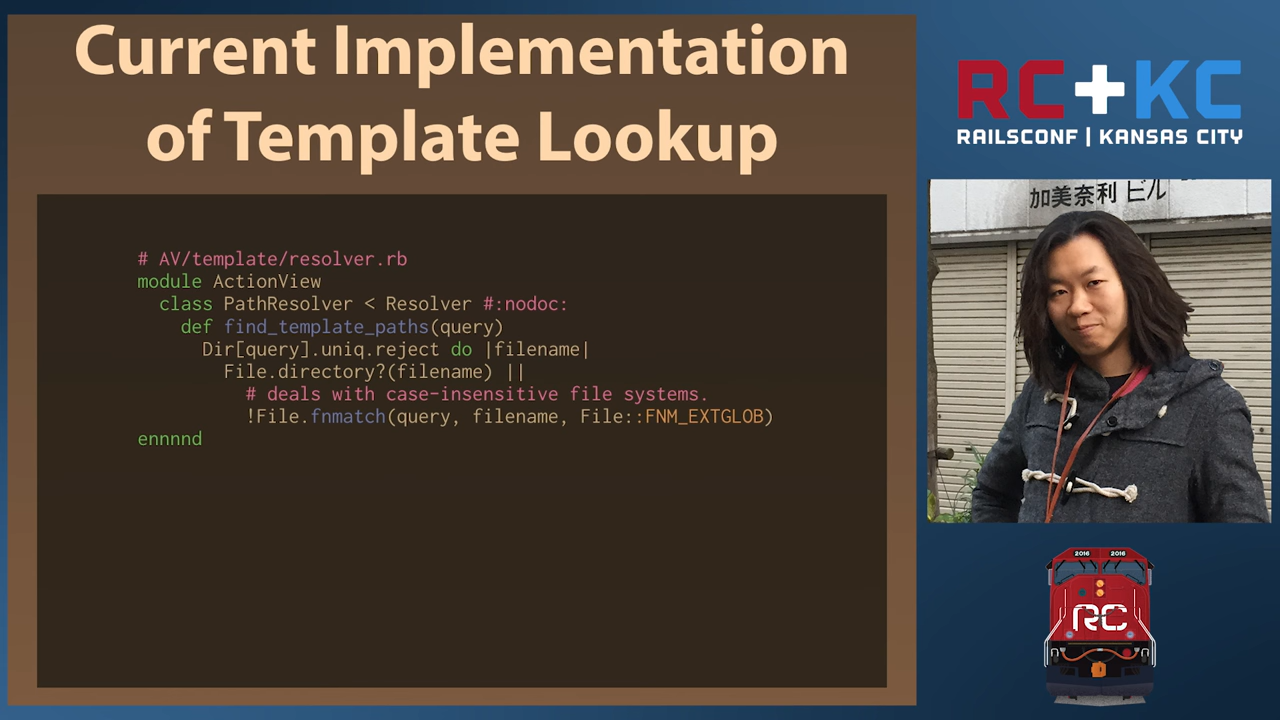 Current Implementation
of Template Lookup
# AV/template/resolver.rb
module ActionView
  class PathResolver < Resolver #:nodoc:
    def find_template_paths(query)
      Dir[query].uniq.reject do |filename|
        File.directory?(filename) ||
          # deals with case-insensitive file systems.
          !File.fnmatch(query, filename, File::FNM_EXTGLOB)
ennnnd
RC+KC
RAILSCONF | KANSAS CITY
加美奈利 ビル
2016 2016
RC